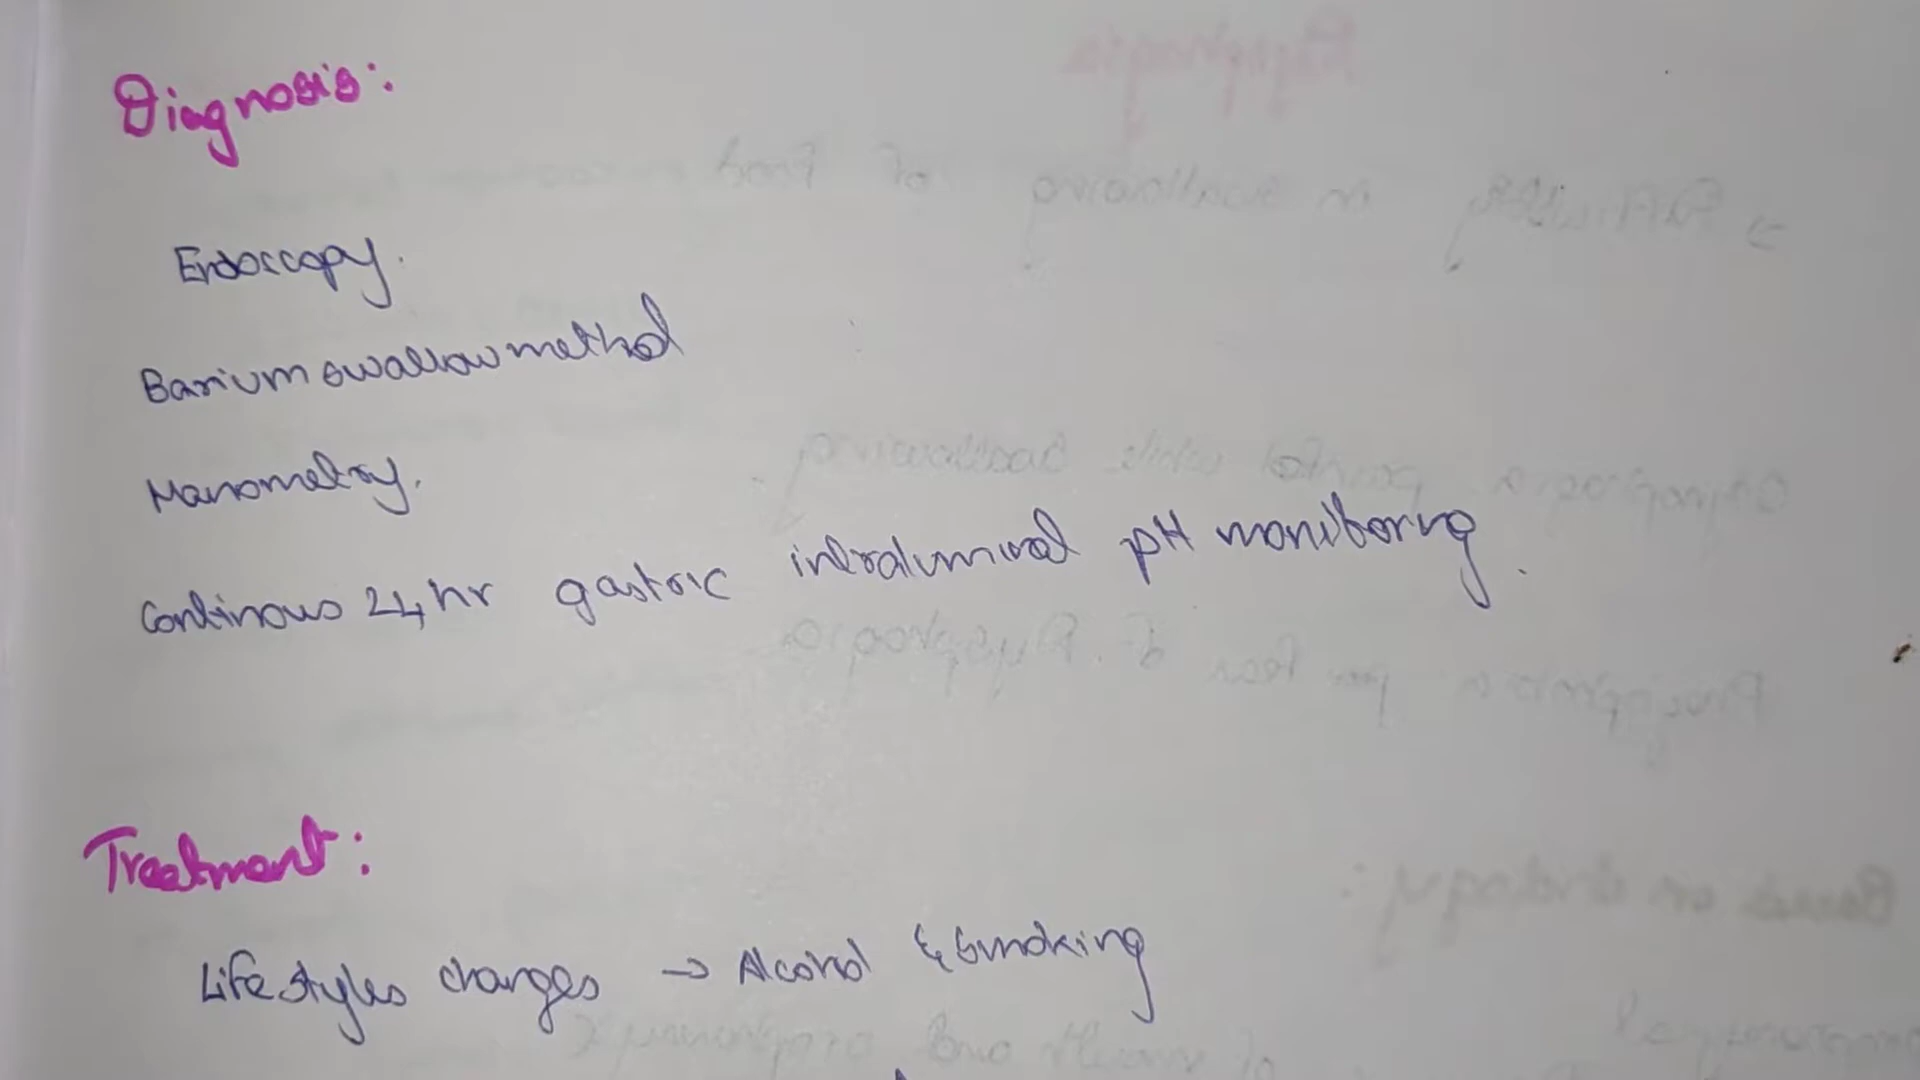 Diagnosis:
Endoscopy.
Barium swallow method
Manometry.
Continous 24 hr gastric intraluminal pH monitoring.
Treatment:
Lifestyles changes → Alcohol & Smoking